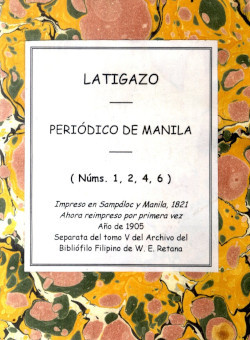 LATIGAZO
PERIÓDICO DE MANILA
( Núms. 1, 2, 4, 6 )
Impreso en Sampáloc y Manila, 1821
Ahora reimpreso por primera vez
Año de 1905
Separata del tomo V del Archivo del
Bibliófilo Filipino de W. E. Retana